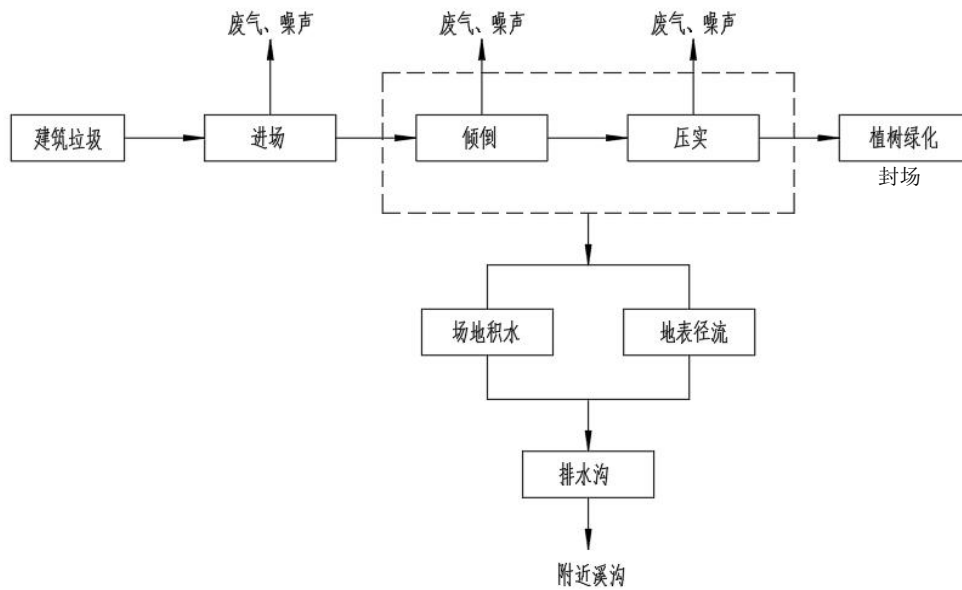 废气、噪声
废气、噪声
废气、噪声
建筑垃圾
进场
倾倒
压实
植树绿化
封场
场地积水
地表径流
排水沟
附近溪沟